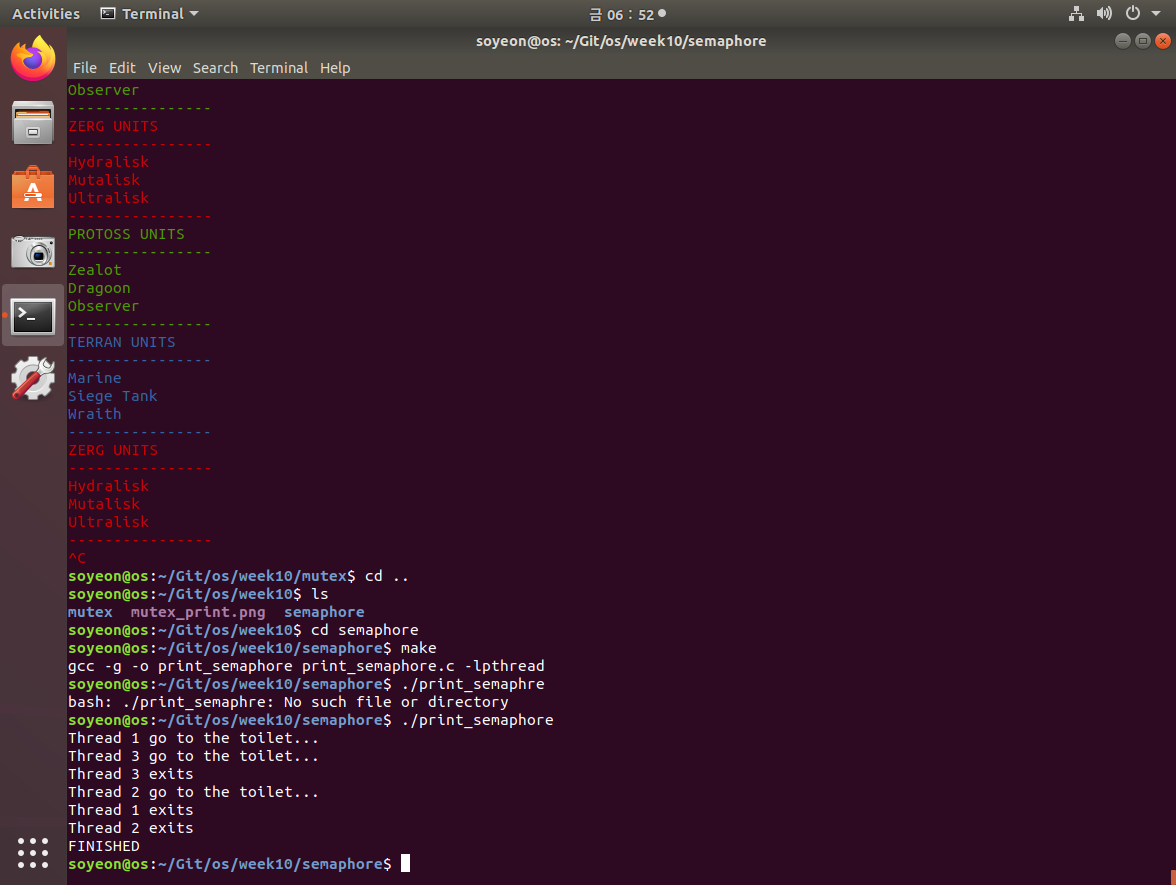 Activities Terminal 금 06 : 52
soyeon@os: ~/Git/os/week10/semaphore
File Edit View Search Terminal Help
Observer
----------------
ZERG UNITS
----------------
Hydralisk
Mutalisk
Ultralisk
----------------
PROTOSS UNITS
----------------
Zealot
Dragoon
Observer
----------------
TERRAN UNITS
----------------
Marine
Siege Tank
Wraith
----------------
ZERG UNITS
----------------
Hydralisk
Mutalisk
Ultralisk
----------------
^C
soyeon@os:~/Git/os/week10/mutex$ cd ..
soyeon@os:~/Git/os/week10$ ls
mutex  mutex_print.png  semaphore
soyeon@os:~/Git/os/week10$ cd semaphore
soyeon@os:~/Git/os/week10/semaphore$ make
gcc -g -o print_semaphore print_semaphore.c -lpthread
soyeon@os:~/Git/os/week10/semaphore$ ./print_semaphre
bash: ./print_semaphre: No such file or directory
soyeon@os:~/Git/os/week10/semaphore$ ./print_semaphore
Thread 1 go to the toilet...
Thread 3 go to the toilet...
Thread 3 exits
Thread 2 go to the toilet...
Thread 1 exits
Thread 2 exits
FINISHED
soyeon@os:~/Git/os/week10/semaphore$